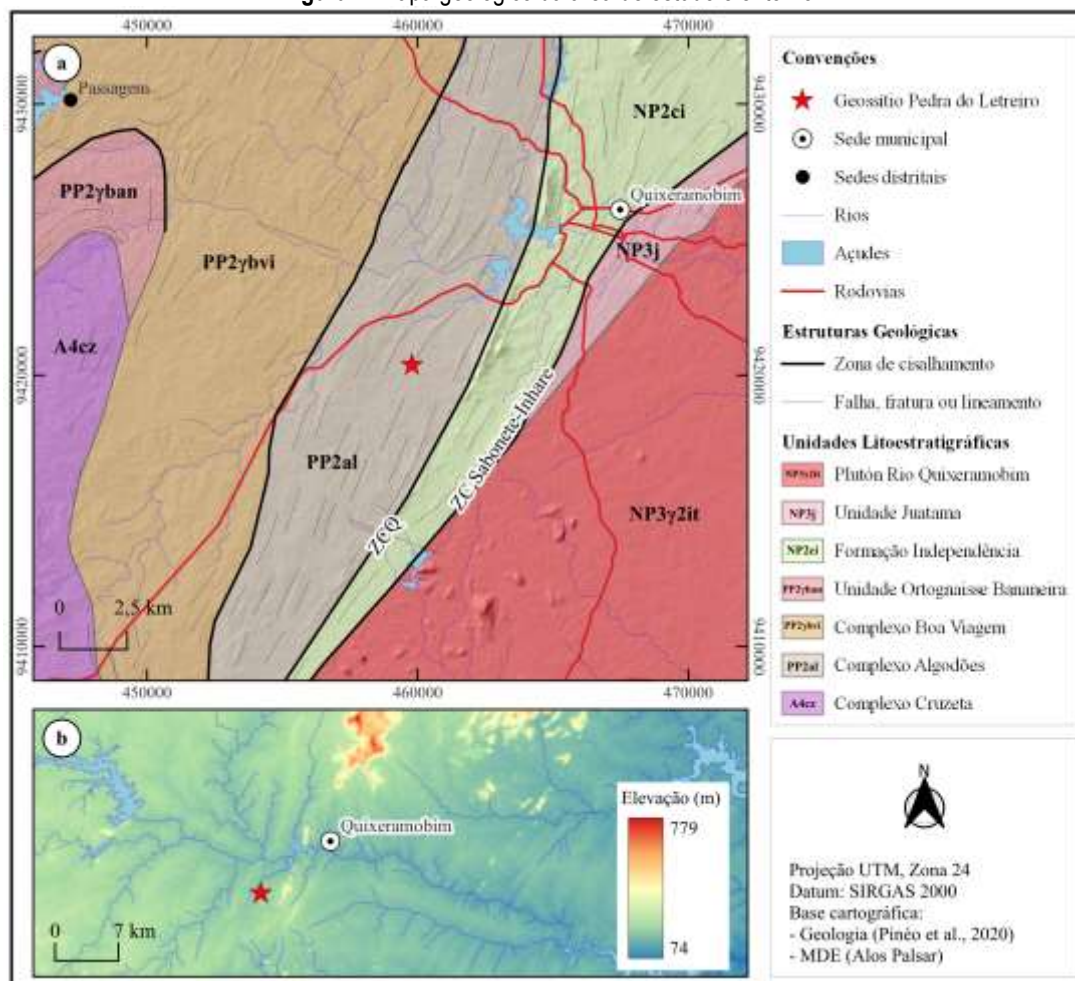 450000
460000
470000
a
Passagem
9430000
9430000
NP2ci
PP2γban
Quixeramobim
PP2γbvi
NP3j
A4cz
9420000
9420000
PP2al
ZC Sabonete-Inhare
ZCQ
NP3γ2it
0 2,5 km
9410000
9410000
450000
460000
470000
Convenções
Geossítio Pedra do Letreiro
Sede municipal
Sedes distritais
Rios
Açudes
Rodovias
Estruturas Geológicas
Zona de cisalhamento
Falha, fratura ou lineamento
Unidades Litoestratigráficas
NP3γ2it Plutón Rio Quixeramobim
NP3j Unidade Juatama
NP2ci Formação Independência
PP2γban Unidade Ortognaisse Bananeira
PP2γbvi Complexo Boa Viagem
PP2al Complexo Algodões
A4cz Complexo Cruzeta
b
Quixeramobim
Elevação (m)
779
74
0 7 km
N
Projeção UTM, Zona 24
Datum: SIRGAS 2000
Base cartográfica:
- Geologia (Pinéo et al., 2020)
- MDE (Alos Palsar)